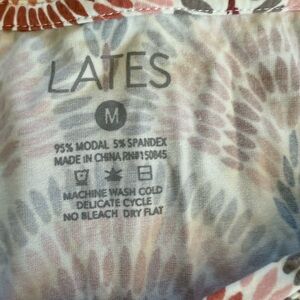 LATES
M
95% MODAL 5% SPANDEX
MADE IN CHINA RN#150845
MACHINE WASH COLD
DELICATE CYCLE
NO BLEACH DRY FLAT